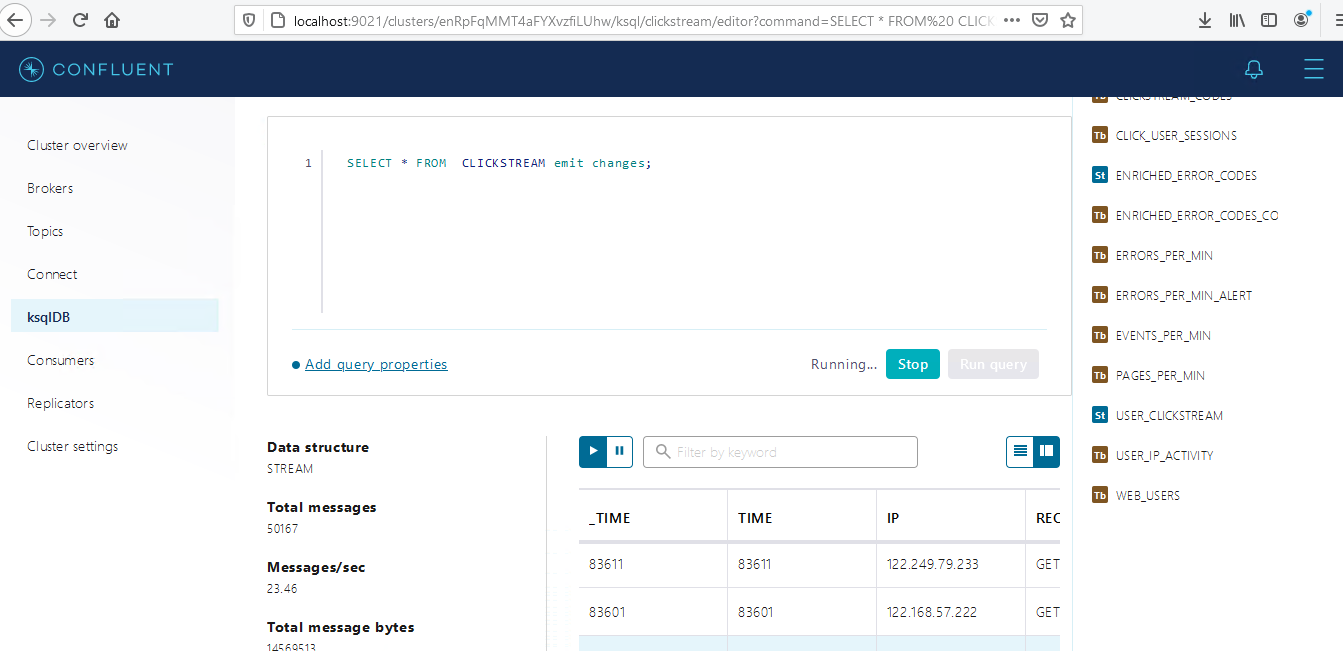 localhost:9021/clusters/enRpFqMMT4aFYXvzfiLUhw/ksql/clickstream/editor?command=SELECT * FROM%20 CLICK
CONFLUENT
Cluster overview
Brokers
Topics
Connect
ksqlDB
Consumers
Replicators
Cluster settings
1 SELECT * FROM  CLICKSTREAM emit changes;
Add query properties
Running...
Stop
Run query
Data structure
STREAM
Total messages
50167
Messages/sec
23.46
Total message bytes
14569513
Filter by keyword
_TIME TIME IP REC
83611 83611 122.249.79.233 GET
83601 83601 122.168.57.222 GET
Tb CLICKSTREAM_CODES
Tb CLICK_USER_SESSIONS
St ENRICHED_ERROR_CODES
Tb ENRICHED_ERROR_CODES_CO
Tb ERRORS_PER_MIN
Tb ERRORS_PER_MIN_ALERT
Tb EVENTS_PER_MIN
Tb PAGES_PER_MIN
St USER_CLICKSTREAM
Tb USER_IP_ACTIVITY
Tb WEB_USERS